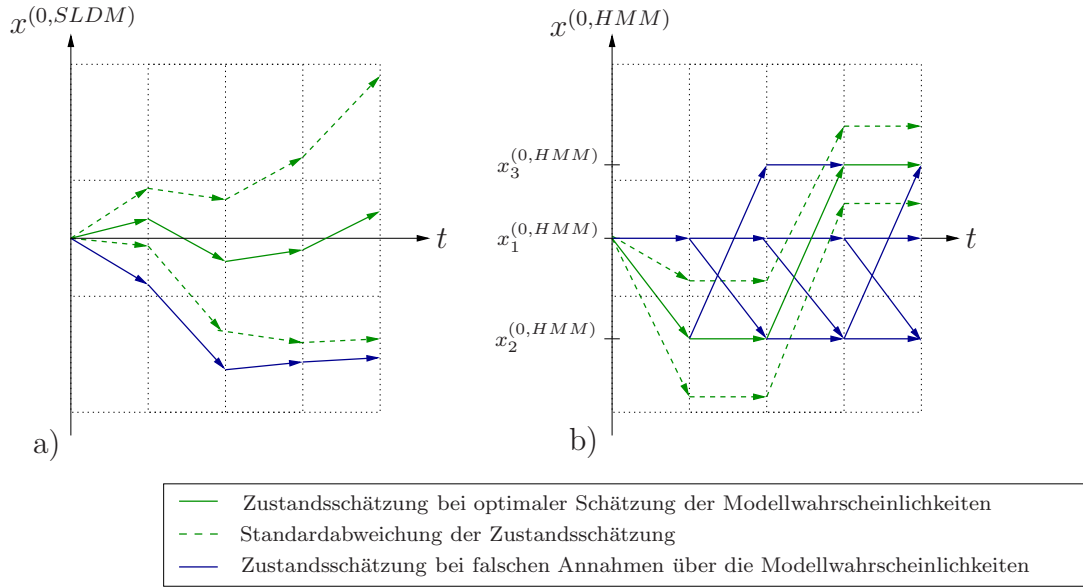 x^{(0,SLDM)}
x^{(0,HMM)}
x_3^{(0,HMM)}
x_1^{(0,HMM)}
x_2^{(0,HMM)}
t
t
a)
b)
Zustandsschätzung bei optimaler Schätzung der Modellwahrscheinlichkeiten
Standardabweichung der Zustandsschätzung
Zustandsschätzung bei falschen Annahmen über die Modellwahrscheinlichkeiten